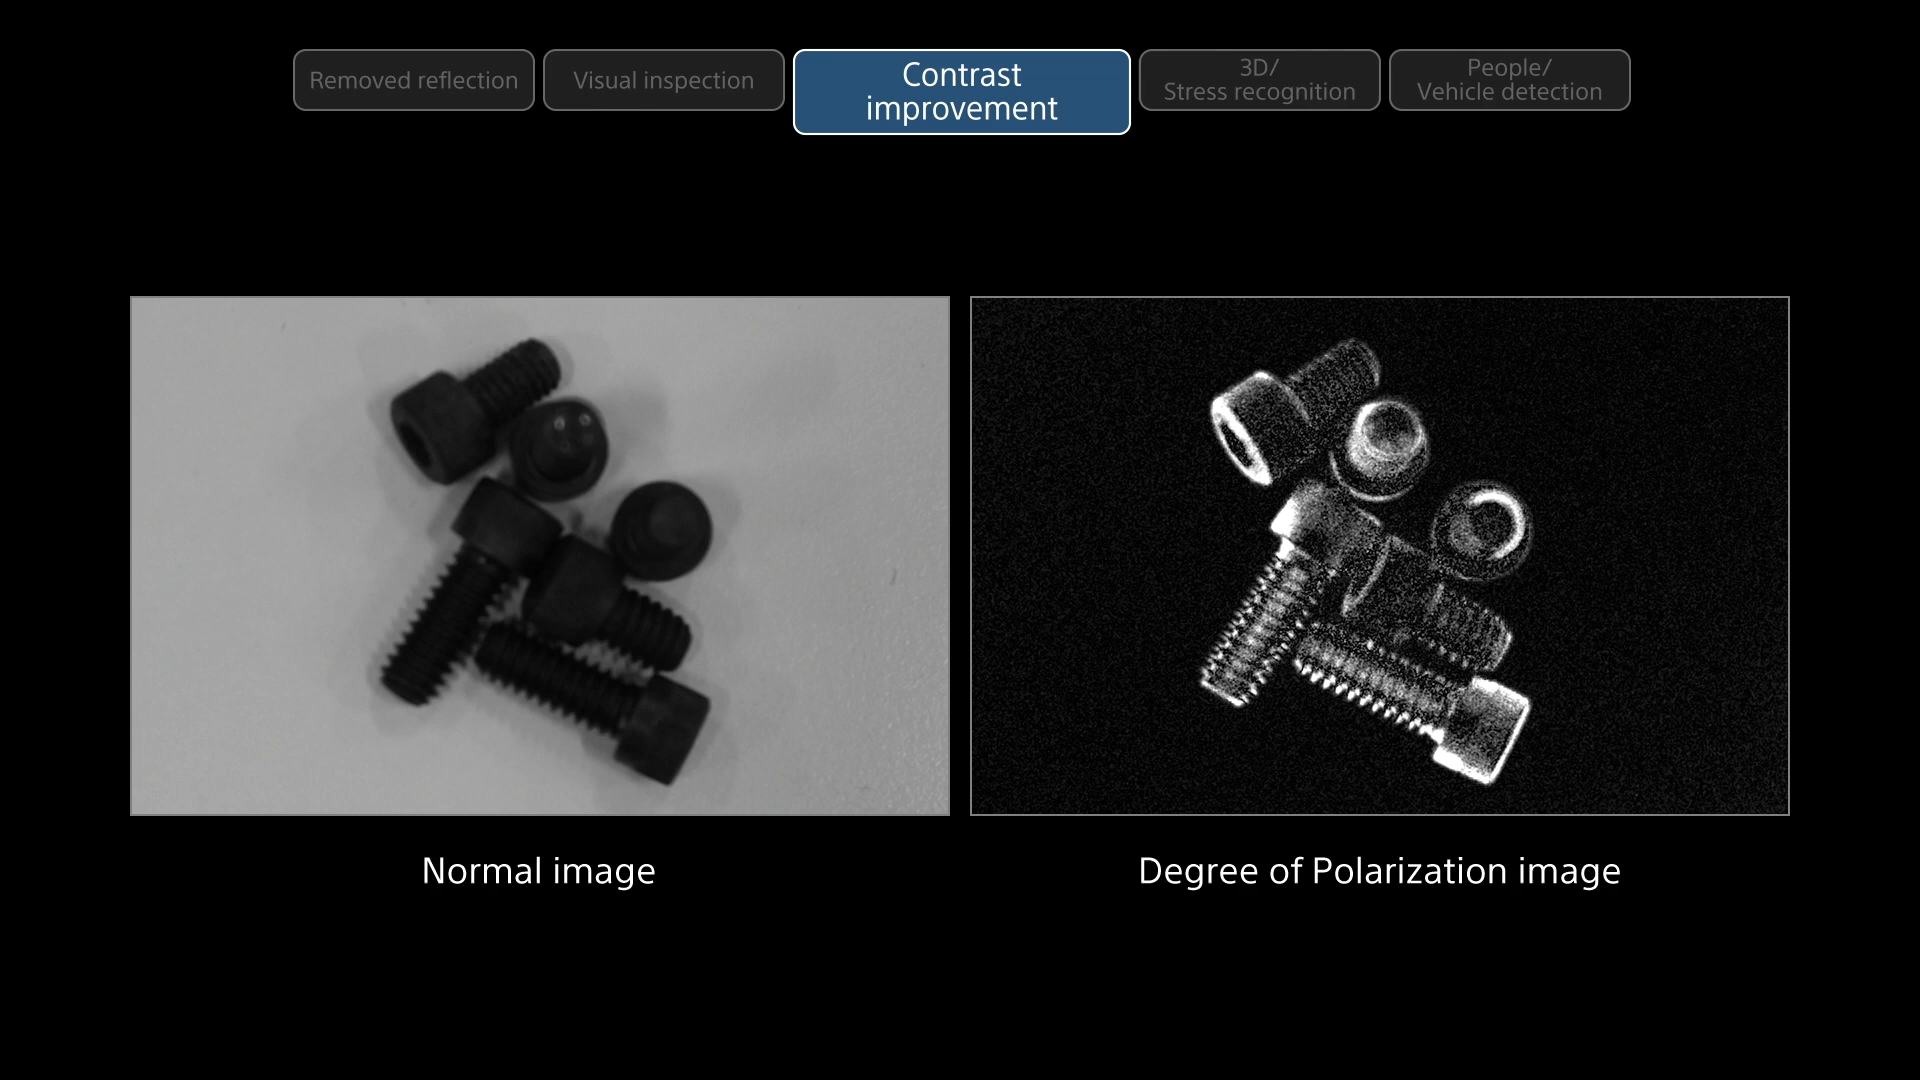 Removed reflection
Visual inspection
Contrast
improvement
3D/
Stress recognition
People/
Vehicle detection
Normal image
Degree of Polarization image